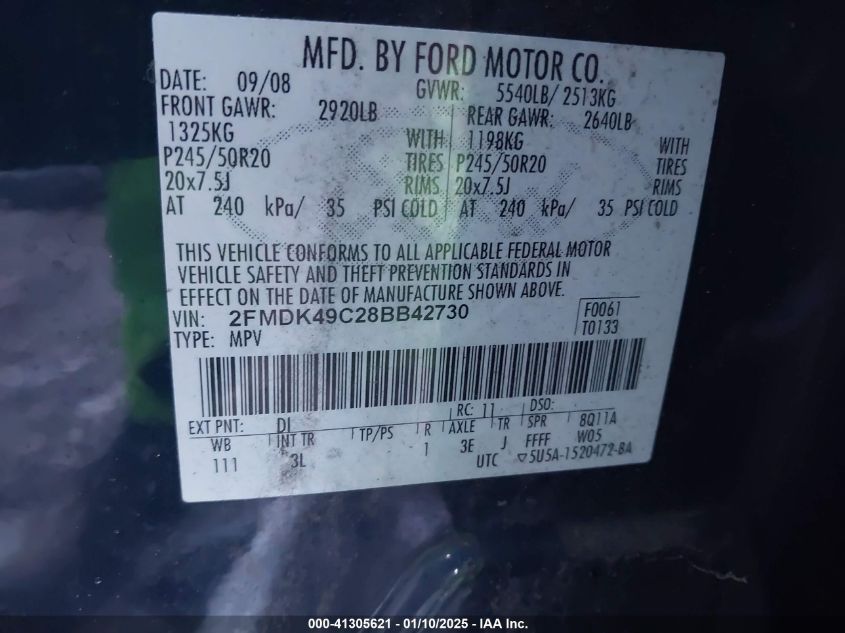 MFD. BY FORD MOTOR CO.
DATE: 09/08 GVWR: 5540LB/ 2513KG
FRONT GAWR: 2920LB REAR GAWR: 2640LB
1325KG WITH 1198KG WITH
P245/50R20 TIRES P245/50R20 TIRES
20x7.5J RIMS 20x7.5J RIMS
AT 240 kPa/ 35 PSI COLD AT 240 kPa/ 35 PSI COLD
THIS VEHICLE CONFORMS TO ALL APPLICABLE FEDERAL MOTOR
VEHICLE SAFETY AND THEFT PREVENTION STANDARDS IN
EFFECT ON THE DATE OF MANUFACTURE SHOWN ABOVE.
VIN: 2FMDK49C28BB42730 F0061
TYPE: MPV T0133
EXT PNT: DI RC: 11 DSO:
WB INT TR TP/PS R AXLE TR SPR 8Q11A
111 3L 1 3E J FFFF W05
UTC ▽5U5A-1520472-BA
000-41305621 - 01/10/2025 - IAA Inc.